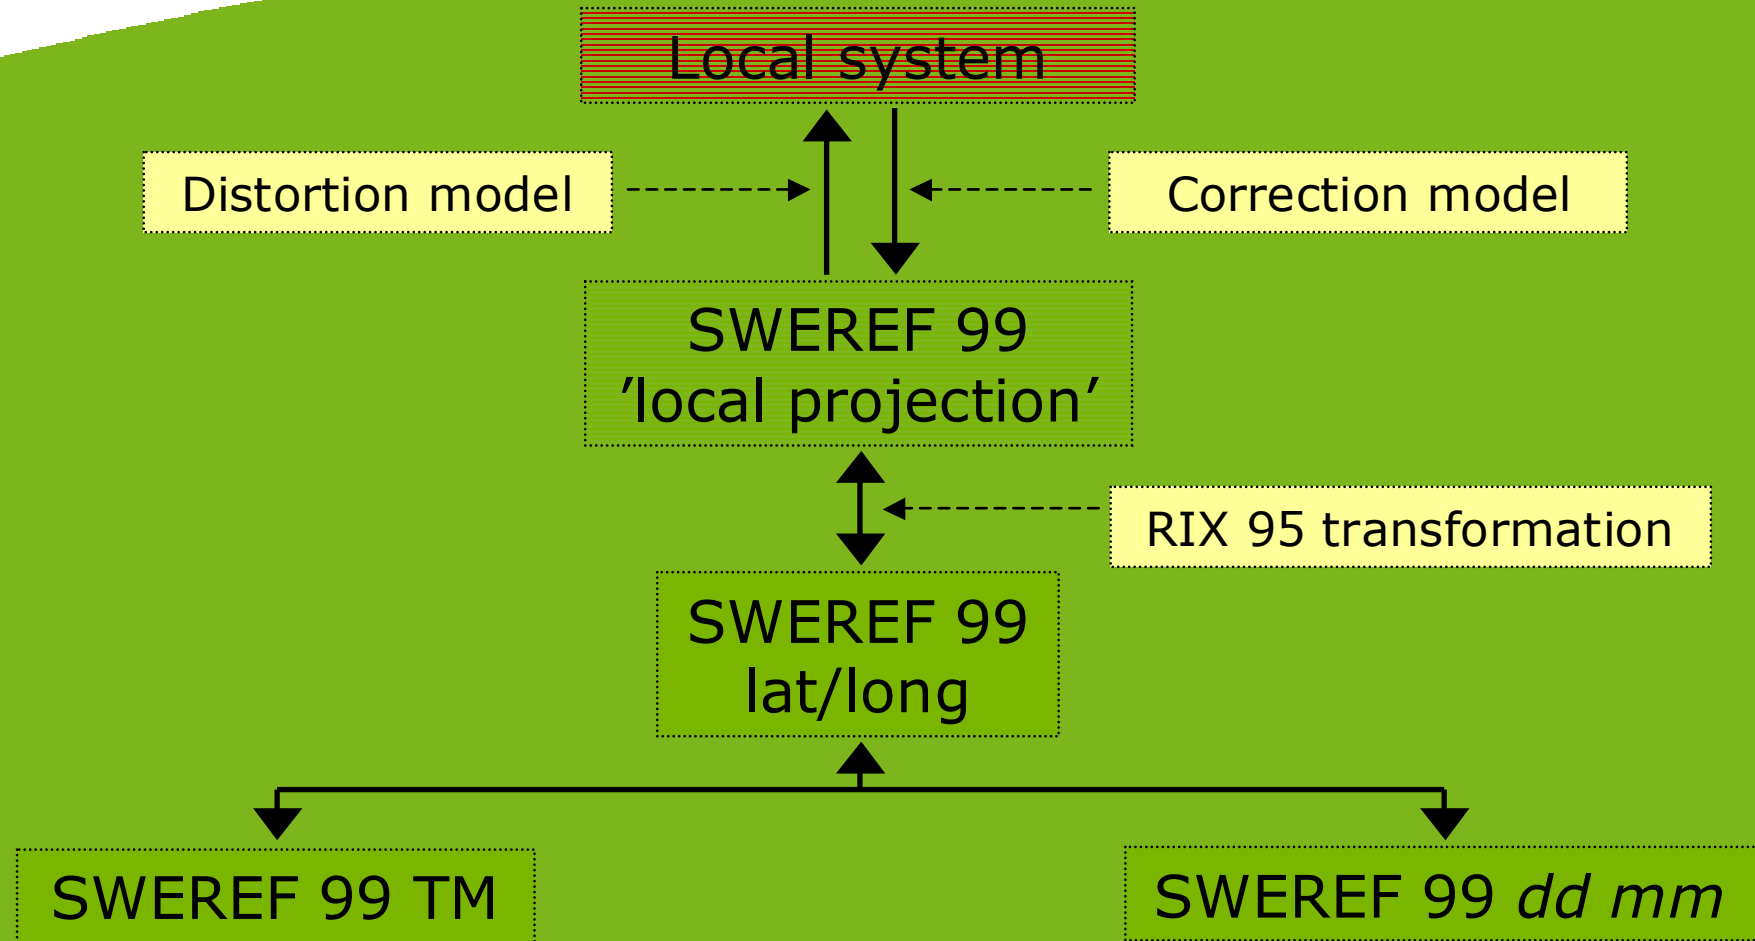 Local system
Distortion model
Correction model
SWEREF 99
’local projection’
RIX 95 transformation
SWEREF 99
lat/long
SWEREF 99 TM
SWEREF 99 dd mm